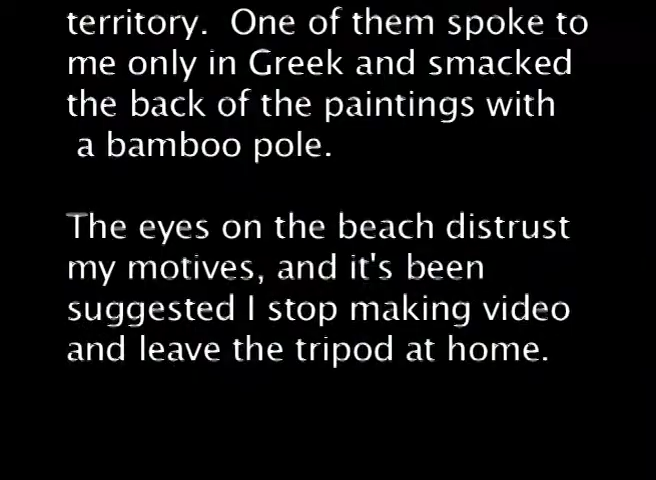 territory.  One of them spoke to
me only in Greek and smacked
the back of the paintings with
a bamboo pole.
The eyes on the beach distrust
my motives, and it's been
suggested I stop making video
and leave the tripod at home.